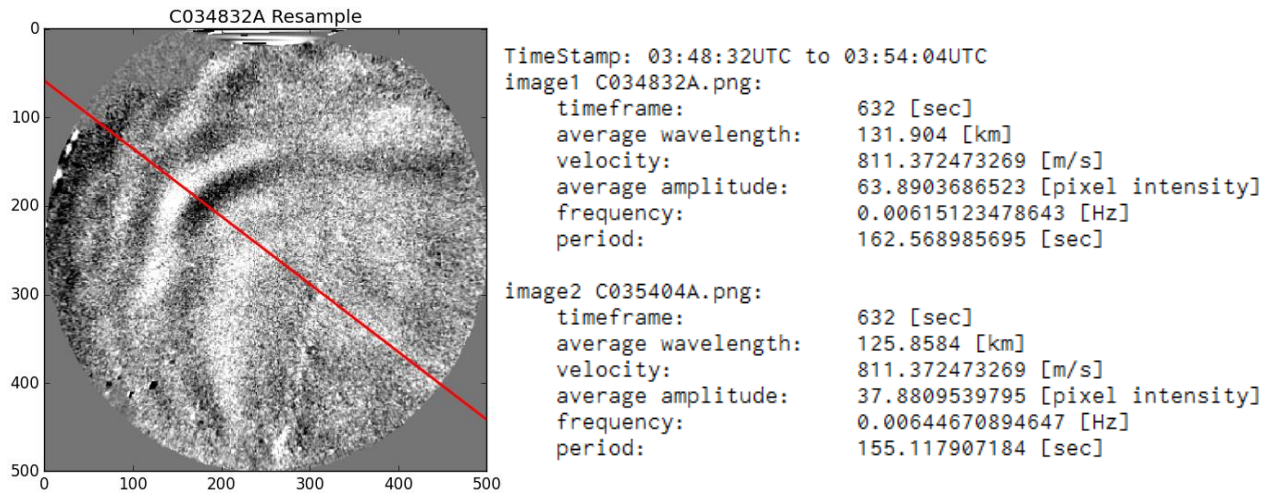 C034832A Resample
0
100
200
300
400
500
0 100 200 300 400 500
TimeStamp: 03:48:32UTC to 03:54:04UTC
image1 C034832A.png:
timeframe: 632 [sec]
average wavelength: 131.904 [km]
velocity: 811.372473269 [m/s]
average amplitude: 63.8903686523 [pixel intensity]
frequency: 0.00615123478643 [Hz]
period: 162.568985695 [sec]
image2 C035404A.png:
timeframe: 632 [sec]
average wavelength: 125.8584 [km]
velocity: 811.372473269 [m/s]
average amplitude: 37.8809539795 [pixel intensity]
frequency: 0.00644670894647 [Hz]
period: 155.117907184 [sec]